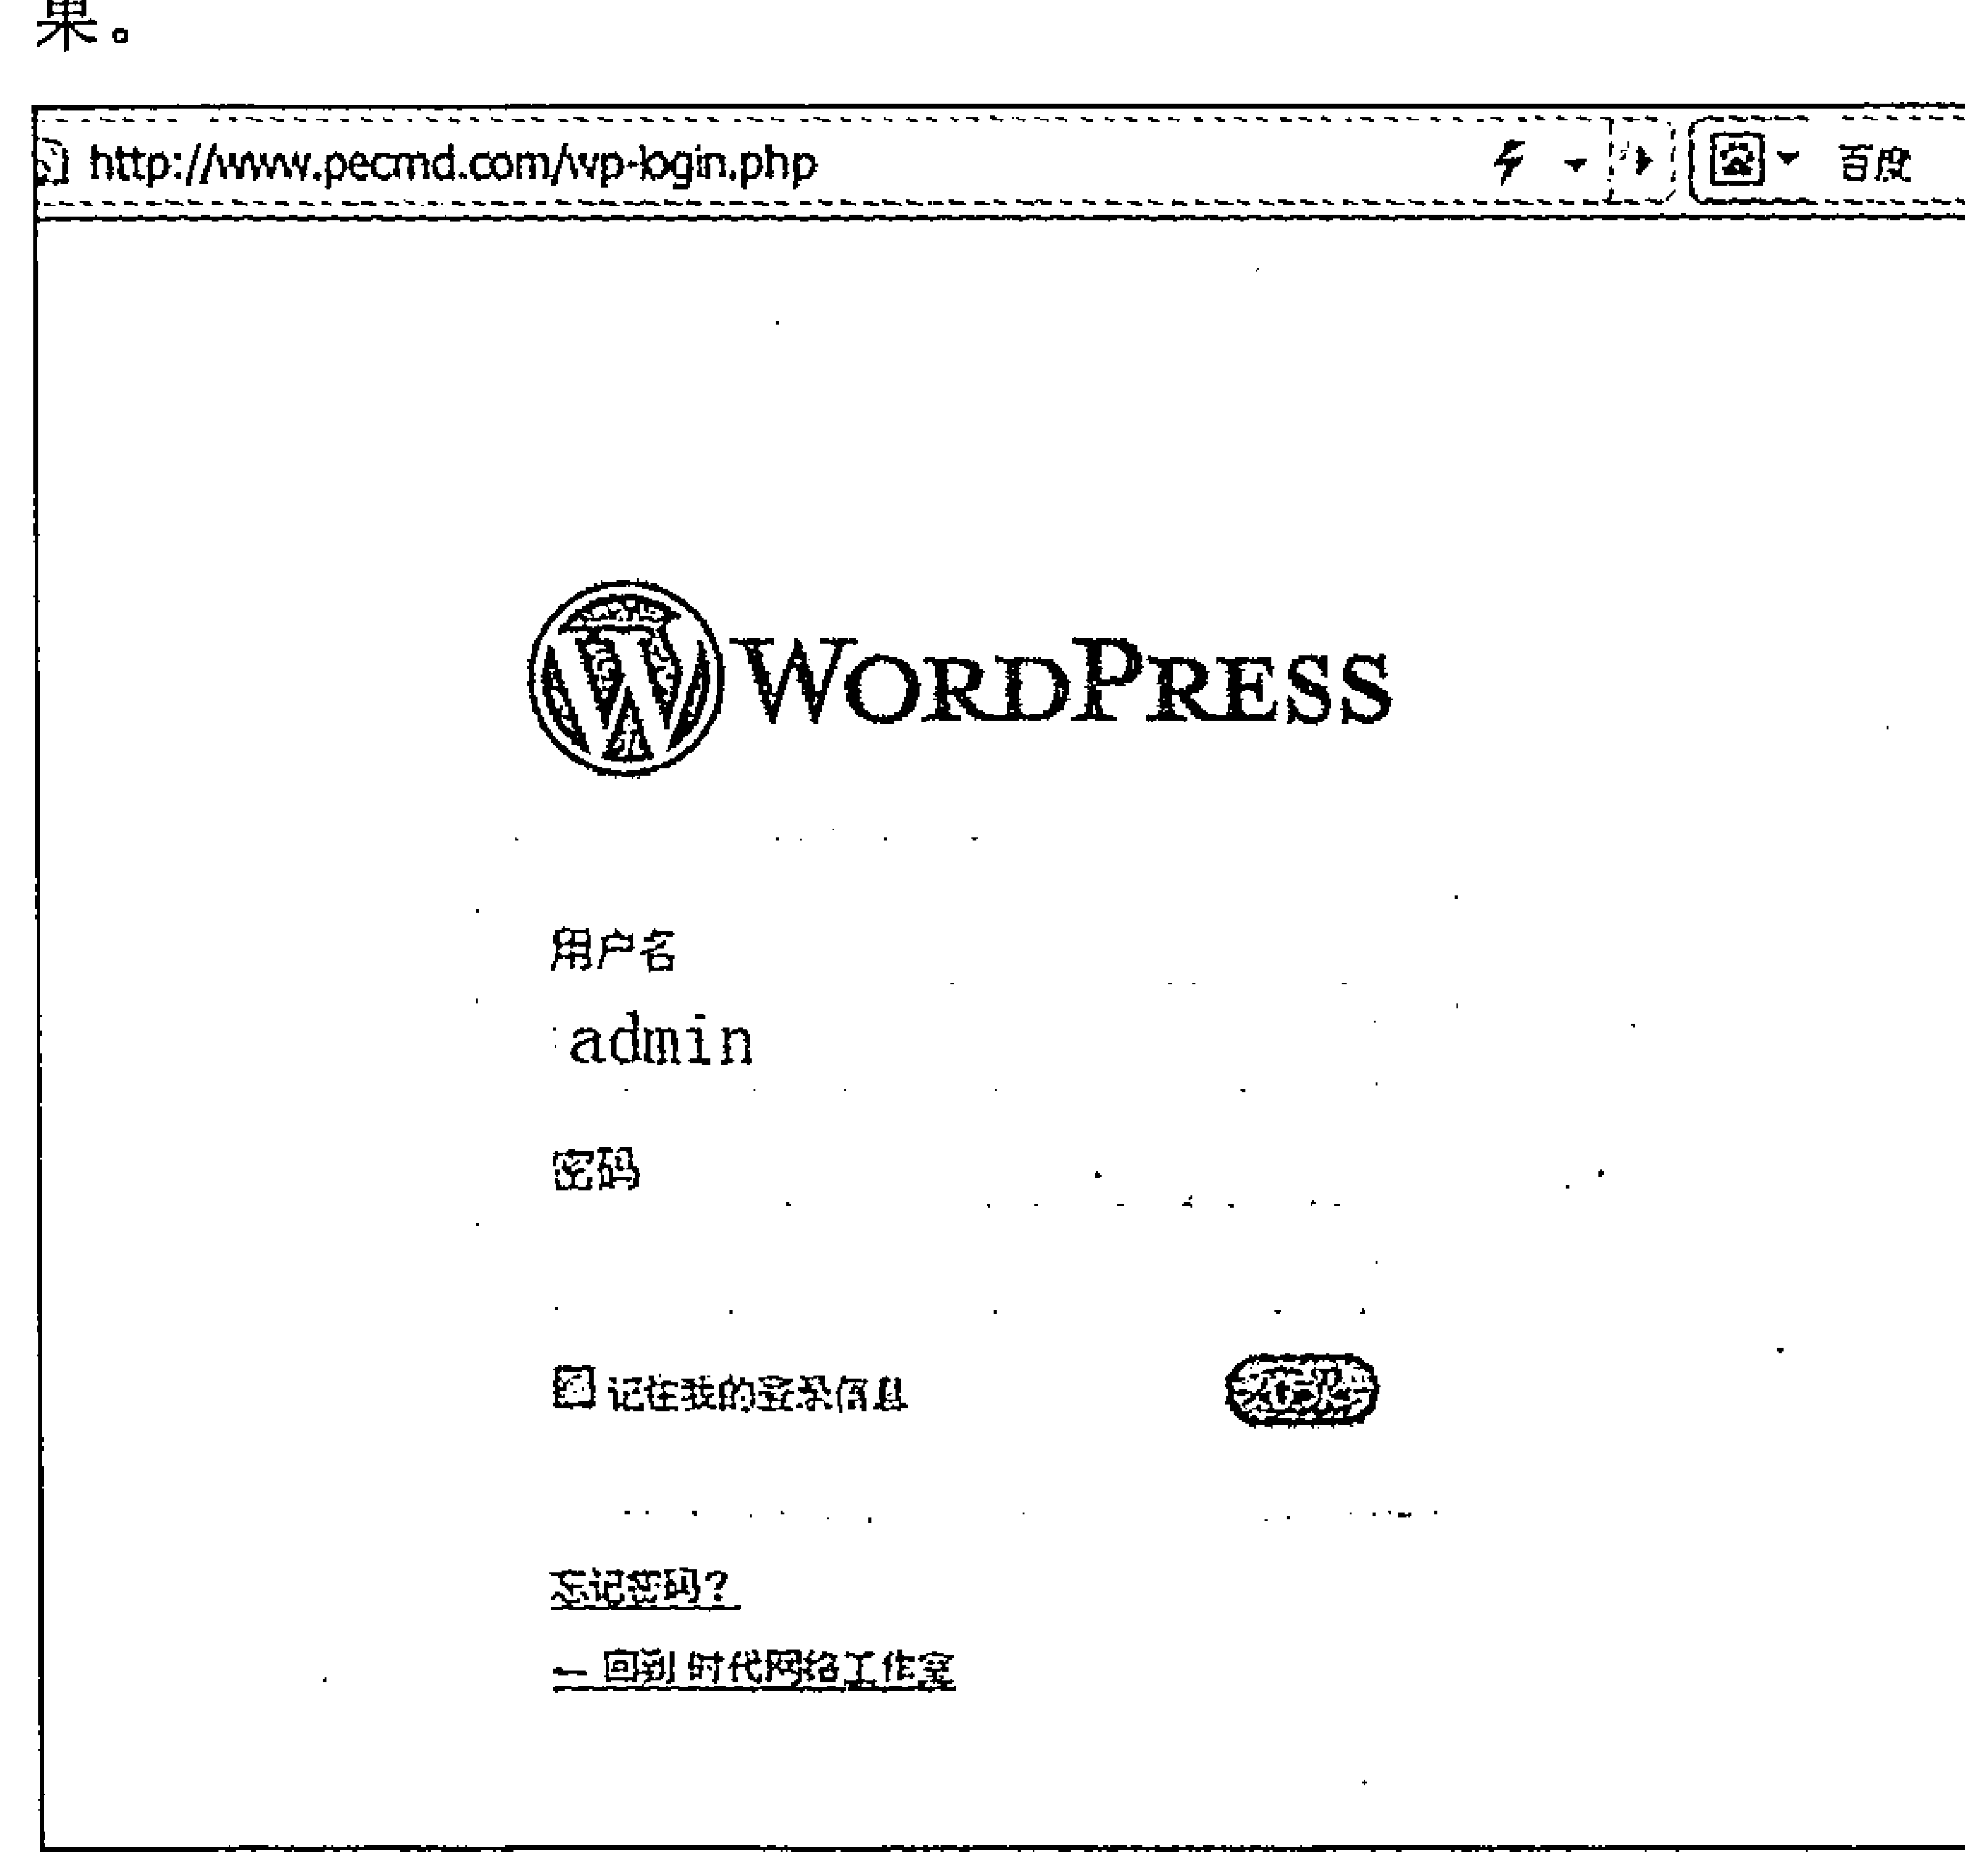 果。
http://www.pecmd.com/wp-login.php 百度
WORDPRESS
用户名
admin
密码
记住我的登录信息
忘记密码?
← 回到 时代网络工作室